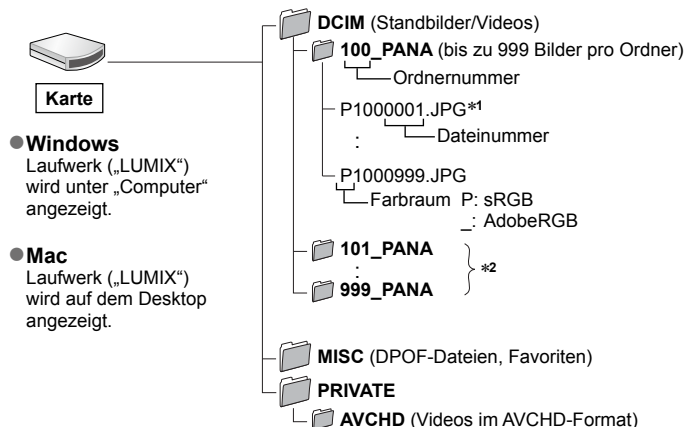 DCIM (Standbilder/Videos)
100_PANA (bis zu 999 Bilder pro Ordner)
Ordnernummer
Karte
P1000001.JPG*1
Dateinummer
:
P1000999.JPG
Farbraum P: sRGB
_: AdobeRGB
●Windows
Laufwerk („LUMIX“)
wird unter „Computer“
angezeigt.
101_PANA
:
*2
999_PANA
●Mac
Laufwerk („LUMIX“)
wird auf dem Desktop
angezeigt.
MISC (DPOF-Dateien, Favoriten)
PRIVATE
AVCHD (Videos im AVCHD-Format)